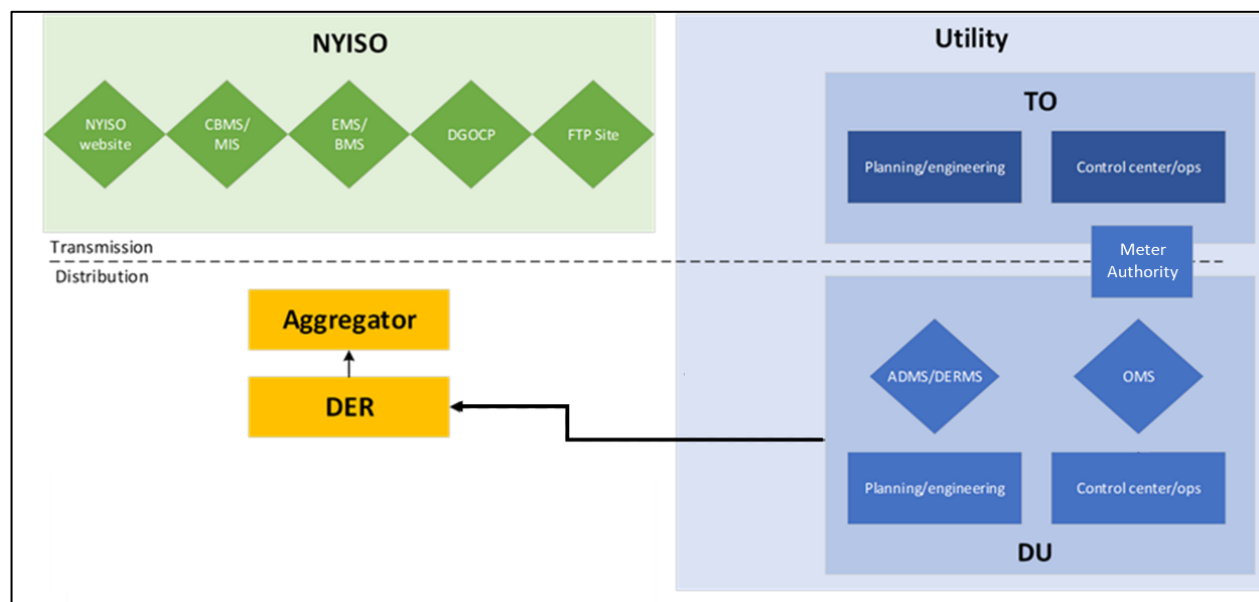 NYISO
NYISO
website
CBMS/
MIS
EMS/
BMS
DGOCP
FTP Site
Utility
TO
Planning/engineering
Control center/ops
Transmission
Distribution
Meter
Authority
Aggregator
DER
ADMS/DERMS
OMS
Planning/engineering
Control center/ops
DU